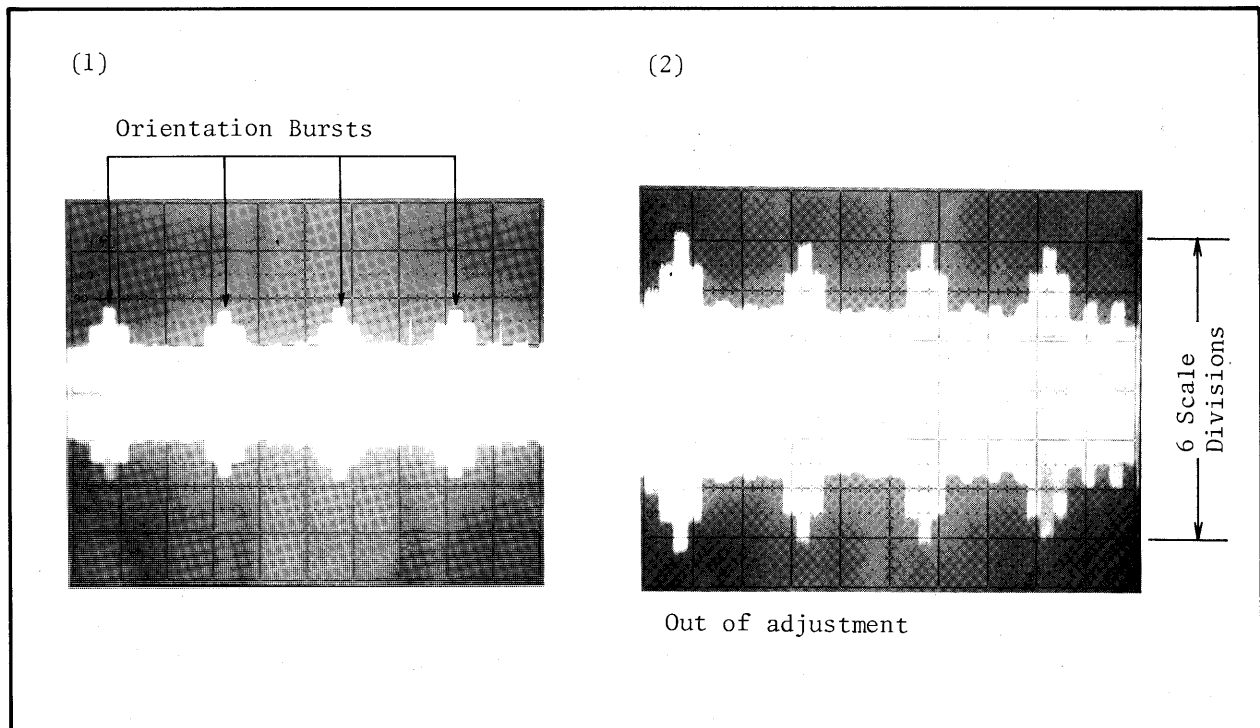 (1)
(2)
Orientation Bursts
6 Scale
Divisions
Out of adjustment